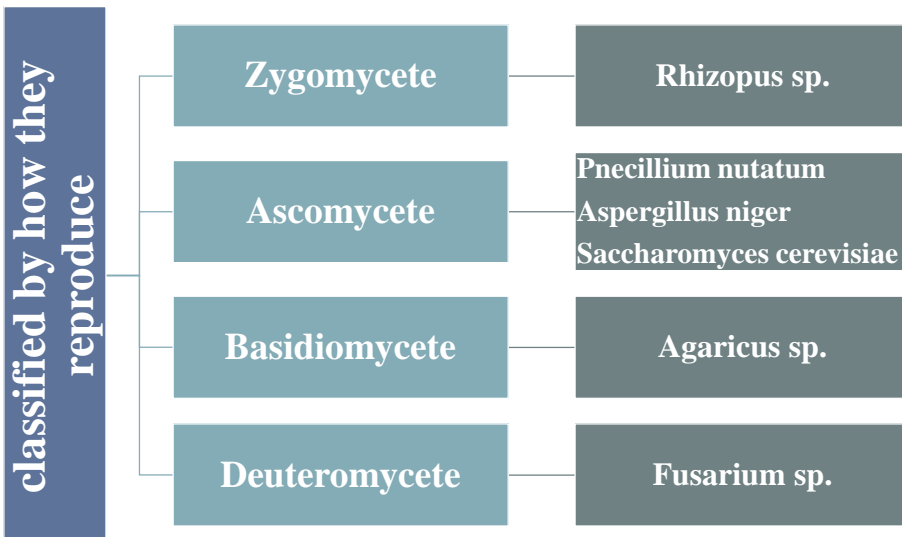 classified by how they
reproduce
Zygomycete
Rhizopus sp.
Ascomycete
Pnecillium nutatum
Aspergillus niger
Saccharomyces cerevisiae
Basidiomycete
Agaricus sp.
Deuteromycete
Fusarium sp.